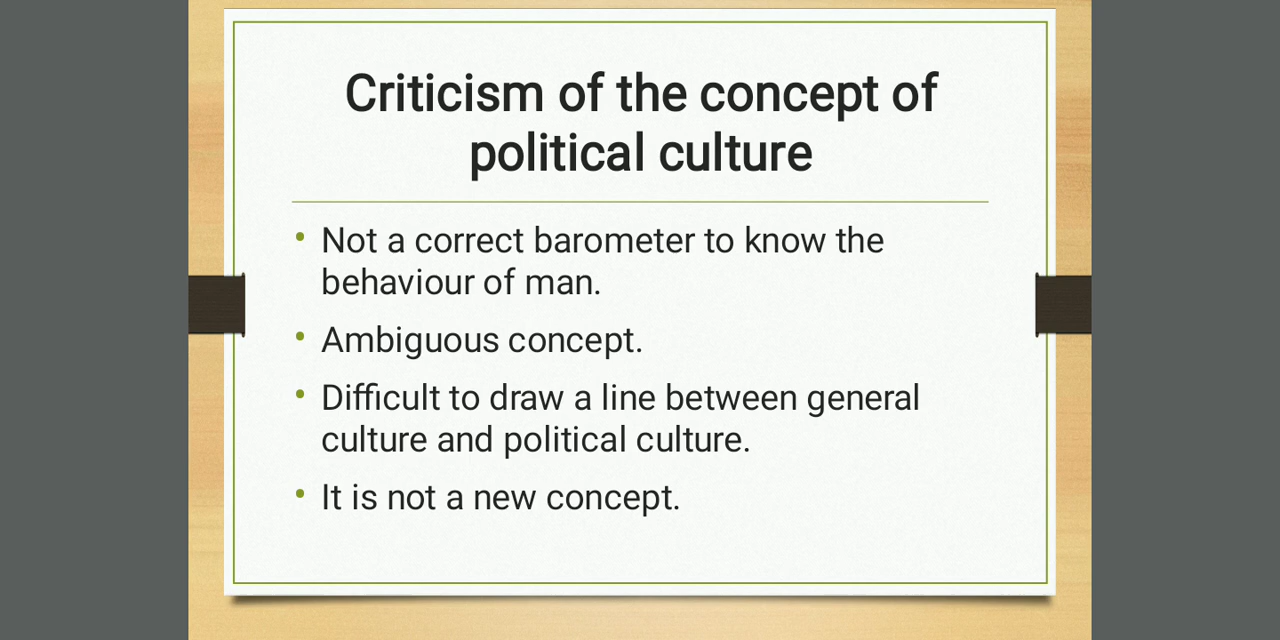 Criticism of the concept of
political culture
• Not a correct barometer to know the
behaviour of man.
• Ambiguous concept.
• Difficult to draw a line between general
culture and political culture.
• It is not a new concept.